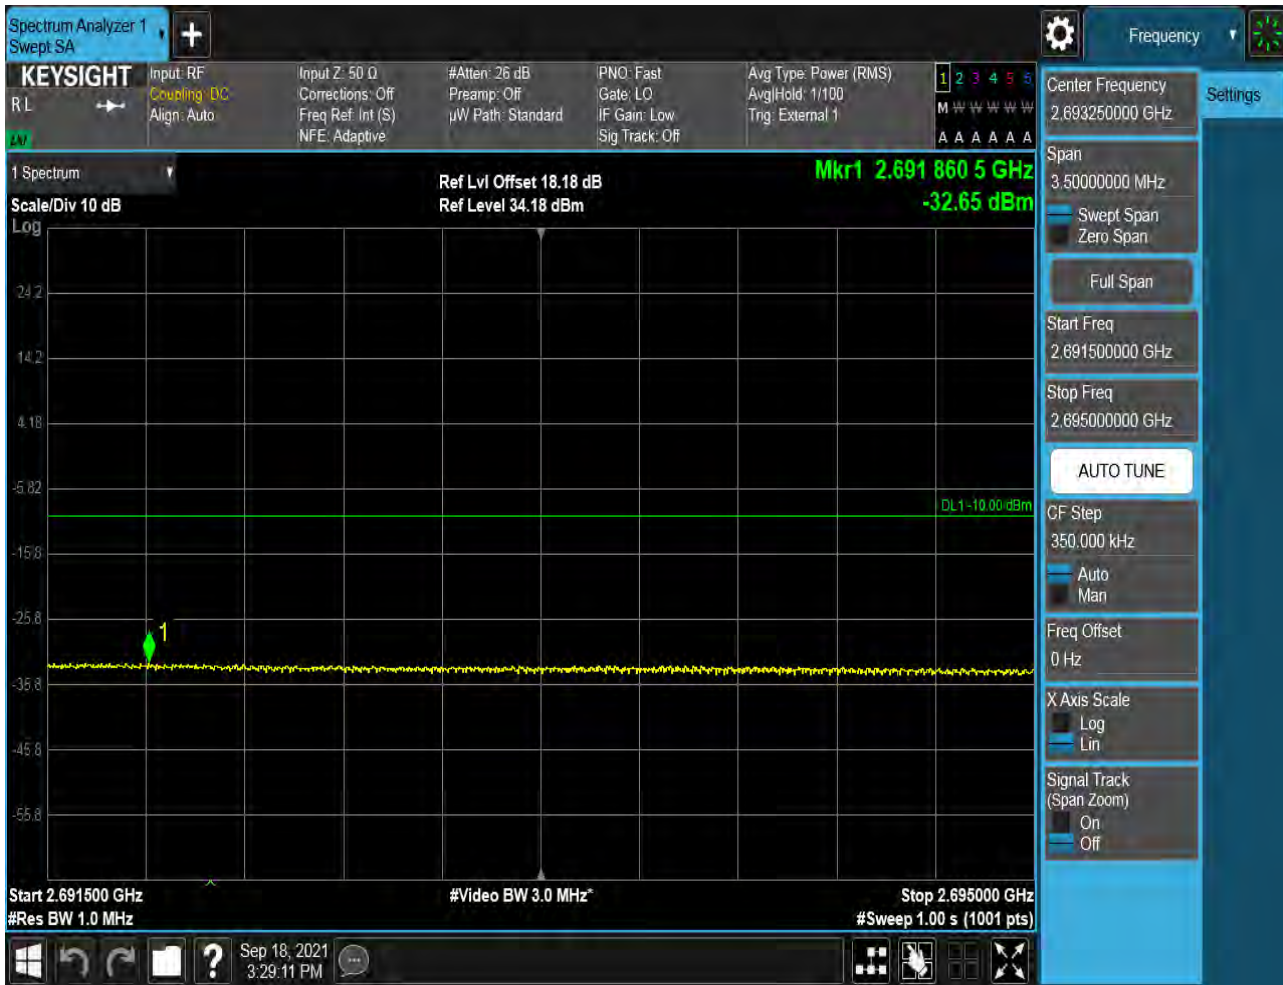 Spectrum Analyzer 1
Swept SA
Frequency
KEYSIGHT
R L
LXI
Input: RF
Coupling: DC
Align: Auto
Input Z: 50 Ω
Corrections: Off
Freq Ref: Int (S)
NFE: Adaptive
#Atten: 26 dB
Preamp: Off
µW Path: Standard
PNO: Fast
Gate: LO
IF Gain: Low
Sig Track: Off
Avg Type: Power (RMS)
Avg|Hold: 1/100
Trig: External 1
1 2 3 4 5 6
M W W W W W
A A A A A A
1 Spectrum
Scale/Div 10 dB
Log
Ref Lvl Offset 18.18 dB
Ref Level 34.18 dBm
Mkr1 2.691 860 5 GHz
-32.65 dBm
24.2
14.2
4.18
-5.82
DL1 -10.00 dBm
-15.8
-25.8
1
-35.8
-45.8
-55.8
Start 2.691500 GHz
#Video BW 3.0 MHz*
Stop 2.695000 GHz
#Res BW 1.0 MHz
#Sweep 1.00 s (1001 pts)
?
Sep 18, 2021
3:29:11 PM
Center Frequency
2.693250000 GHz
Settings
Span
3.50000000 MHz
Swept Span
Zero Span
Full Span
Start Freq
2.691500000 GHz
Stop Freq
2.695000000 GHz
AUTO TUNE
CF Step
350.000 kHz
Auto
Man
Freq Offset
0 Hz
X Axis Scale
Log
Lin
Signal Track
(Span Zoom)
On
Off